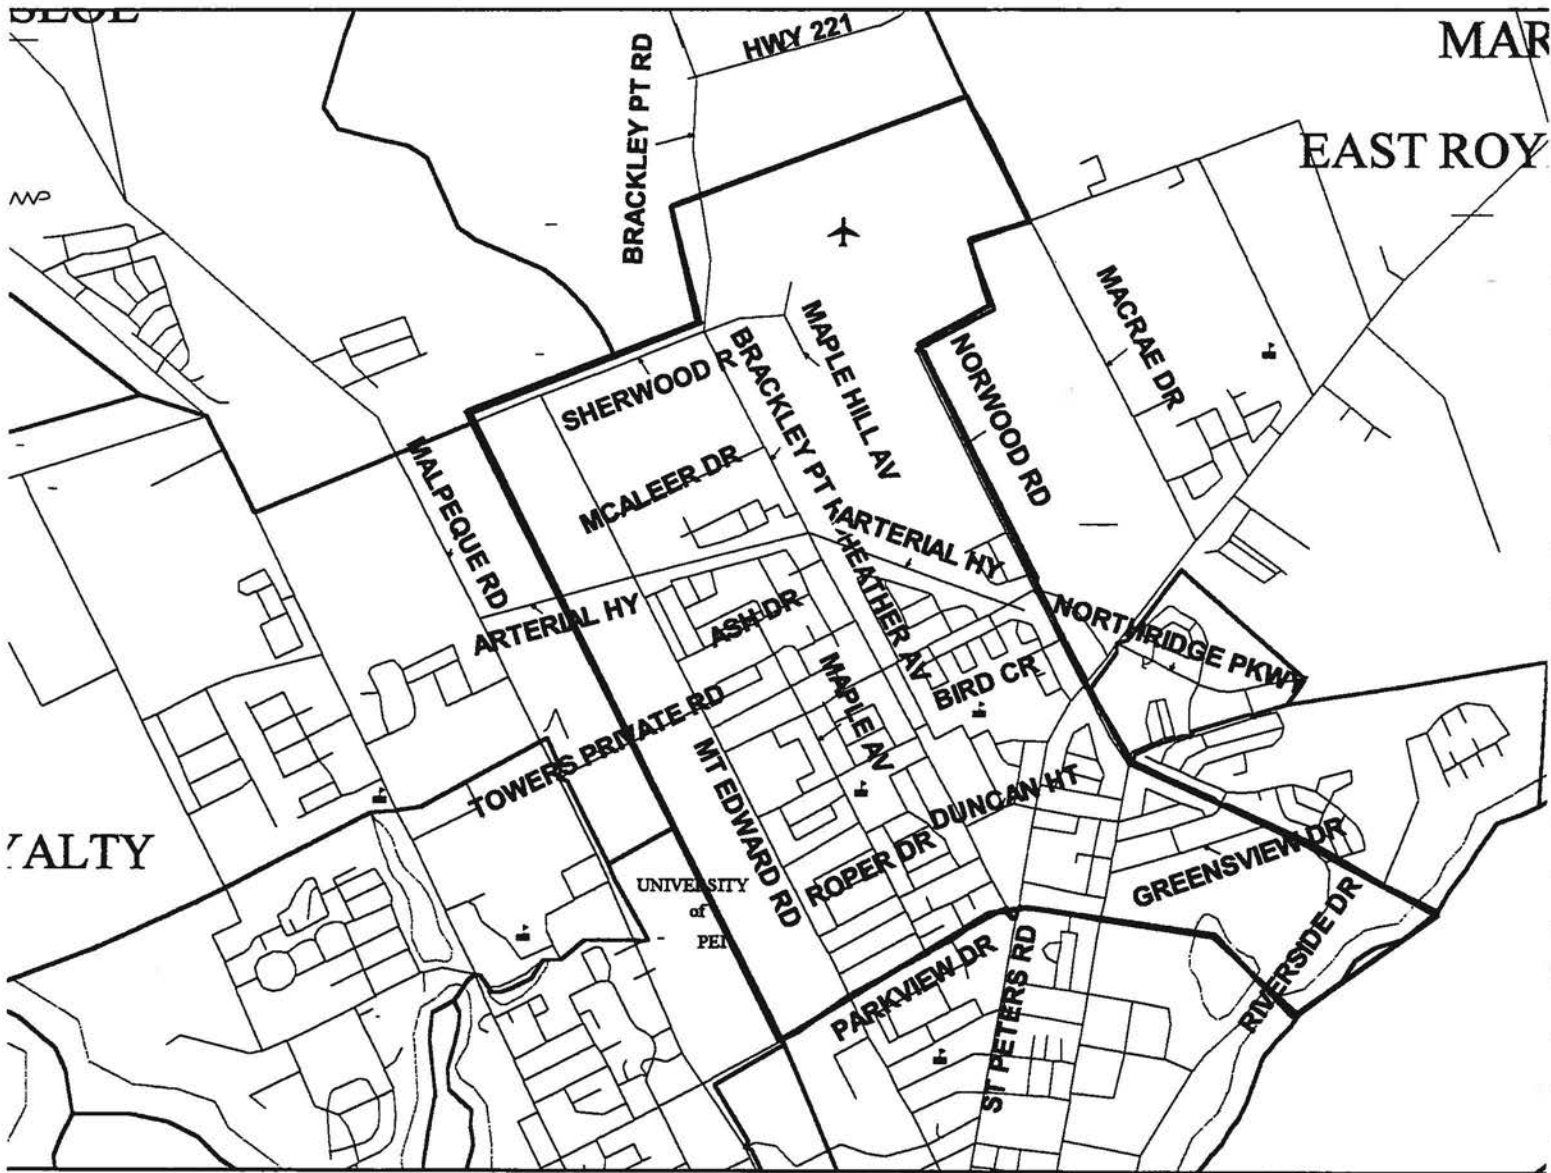 HWY 221
MAR
BRACKLEY PT RD
EAST ROY
MACRAE DR
MAPLE HILL AV
BRACKLEY PT R
NORWOOD RD
SHERWOOD R
MALPEQUE RD
MCALEER DR
ARTERIAL HY
HEATHER AV
ARTERIAL HY
ASH DR
NORTHRIDGE PKWY
MAPLE AV
BIRD CR
TOWERS PRIVATE RD
MT EDWARD RD
DUNCAN HT
YALTY
ROPER DR
GREENSVIEW DR
UNIVERSITY
of
PEI
RIVERSIDE DR
PARKVIEW DR
ST PETERS RD